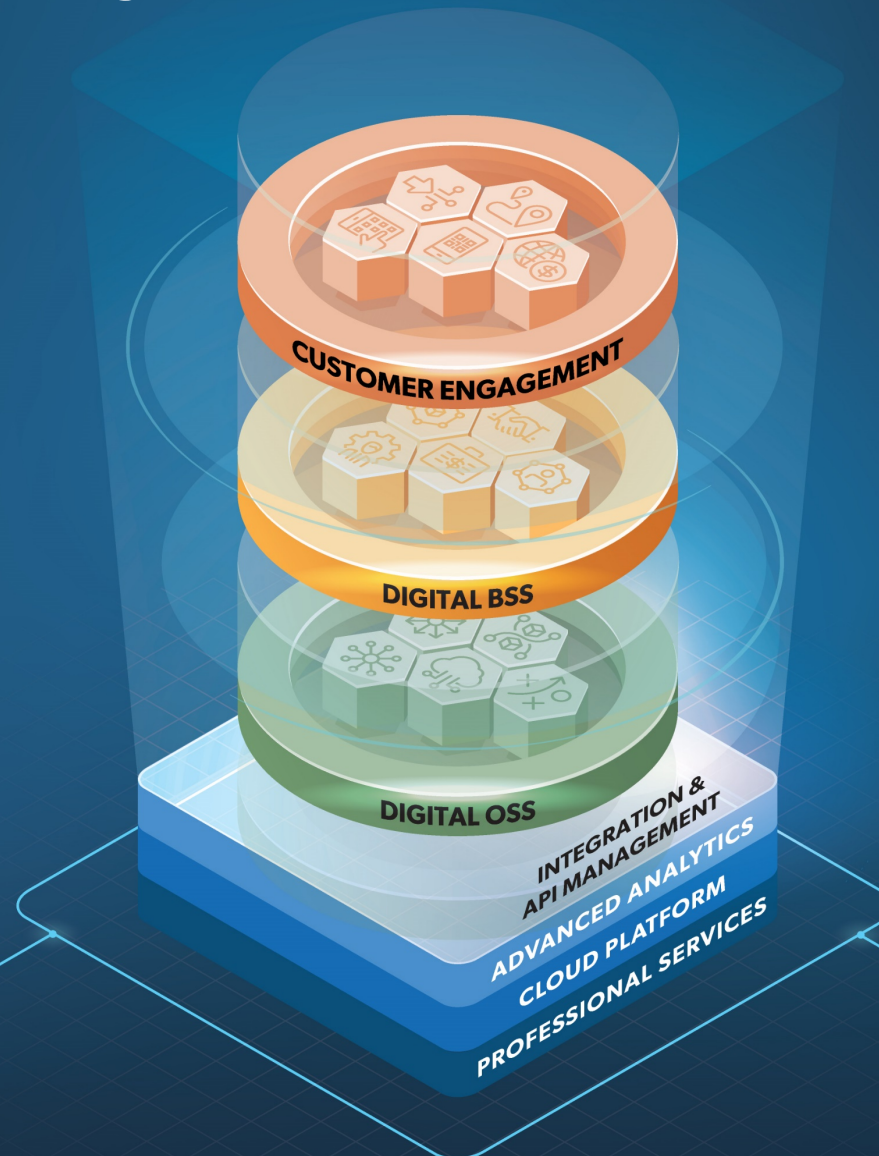 CUSTOMER ENGAGEMENT
DIGITAL BSS
DIGITAL OSS
INTEGRATION &
API MANAGEMENT
ADVANCED ANALYTICS
CLOUD PLATFORM
PROFESSIONAL SERVICES